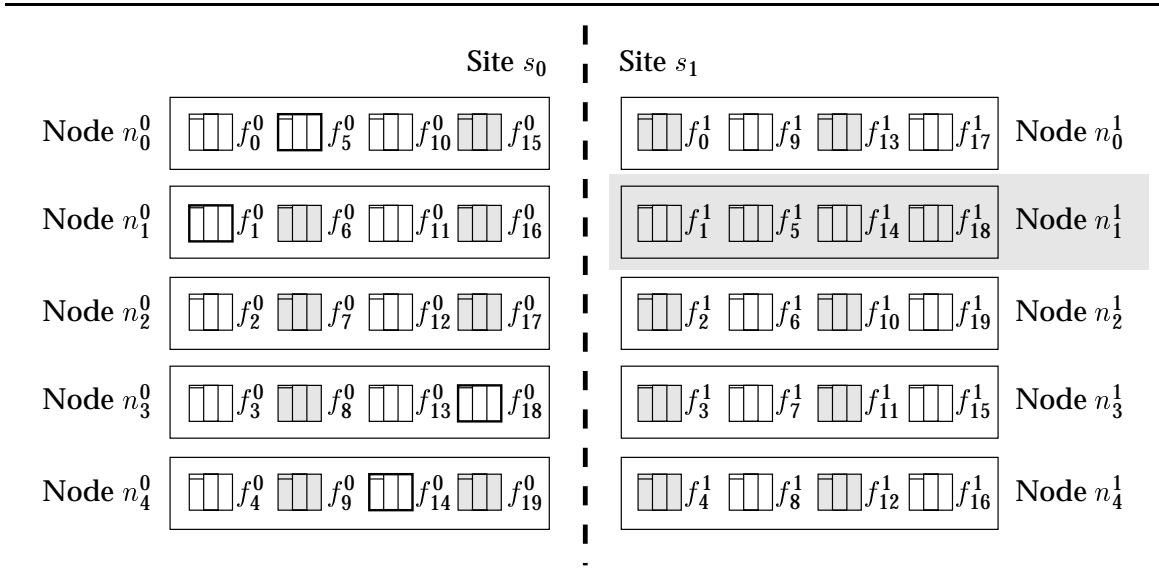 Site s₀ Site s₁
Node n₀⁰ f₀⁰ f₅⁰ f₁₀⁰ f₁₅⁰ f₀¹ f₉¹ f₁₃¹ f₁₇¹ Node n₀¹
Node n₁⁰ f₁⁰ f₆⁰ f₁₁⁰ f₁₆⁰ f₁¹ f₅¹ f₁₄¹ f₁₈¹ Node n₁¹
Node n₂⁰ f₂⁰ f₇⁰ f₁₂⁰ f₁₇⁰ f₂¹ f₆¹ f₁₀¹ f₁₉¹ Node n₂¹
Node n₃⁰ f₃⁰ f₈⁰ f₁₃⁰ f₁₈⁰ f₃¹ f₇¹ f₁₁¹ f₁₅¹ Node n₃¹
Node n₄⁰ f₄⁰ f₉⁰ f₁₄⁰ f₁₉⁰ f₄¹ f₈¹ f₁₂¹ f₁₆¹ Node n₄¹